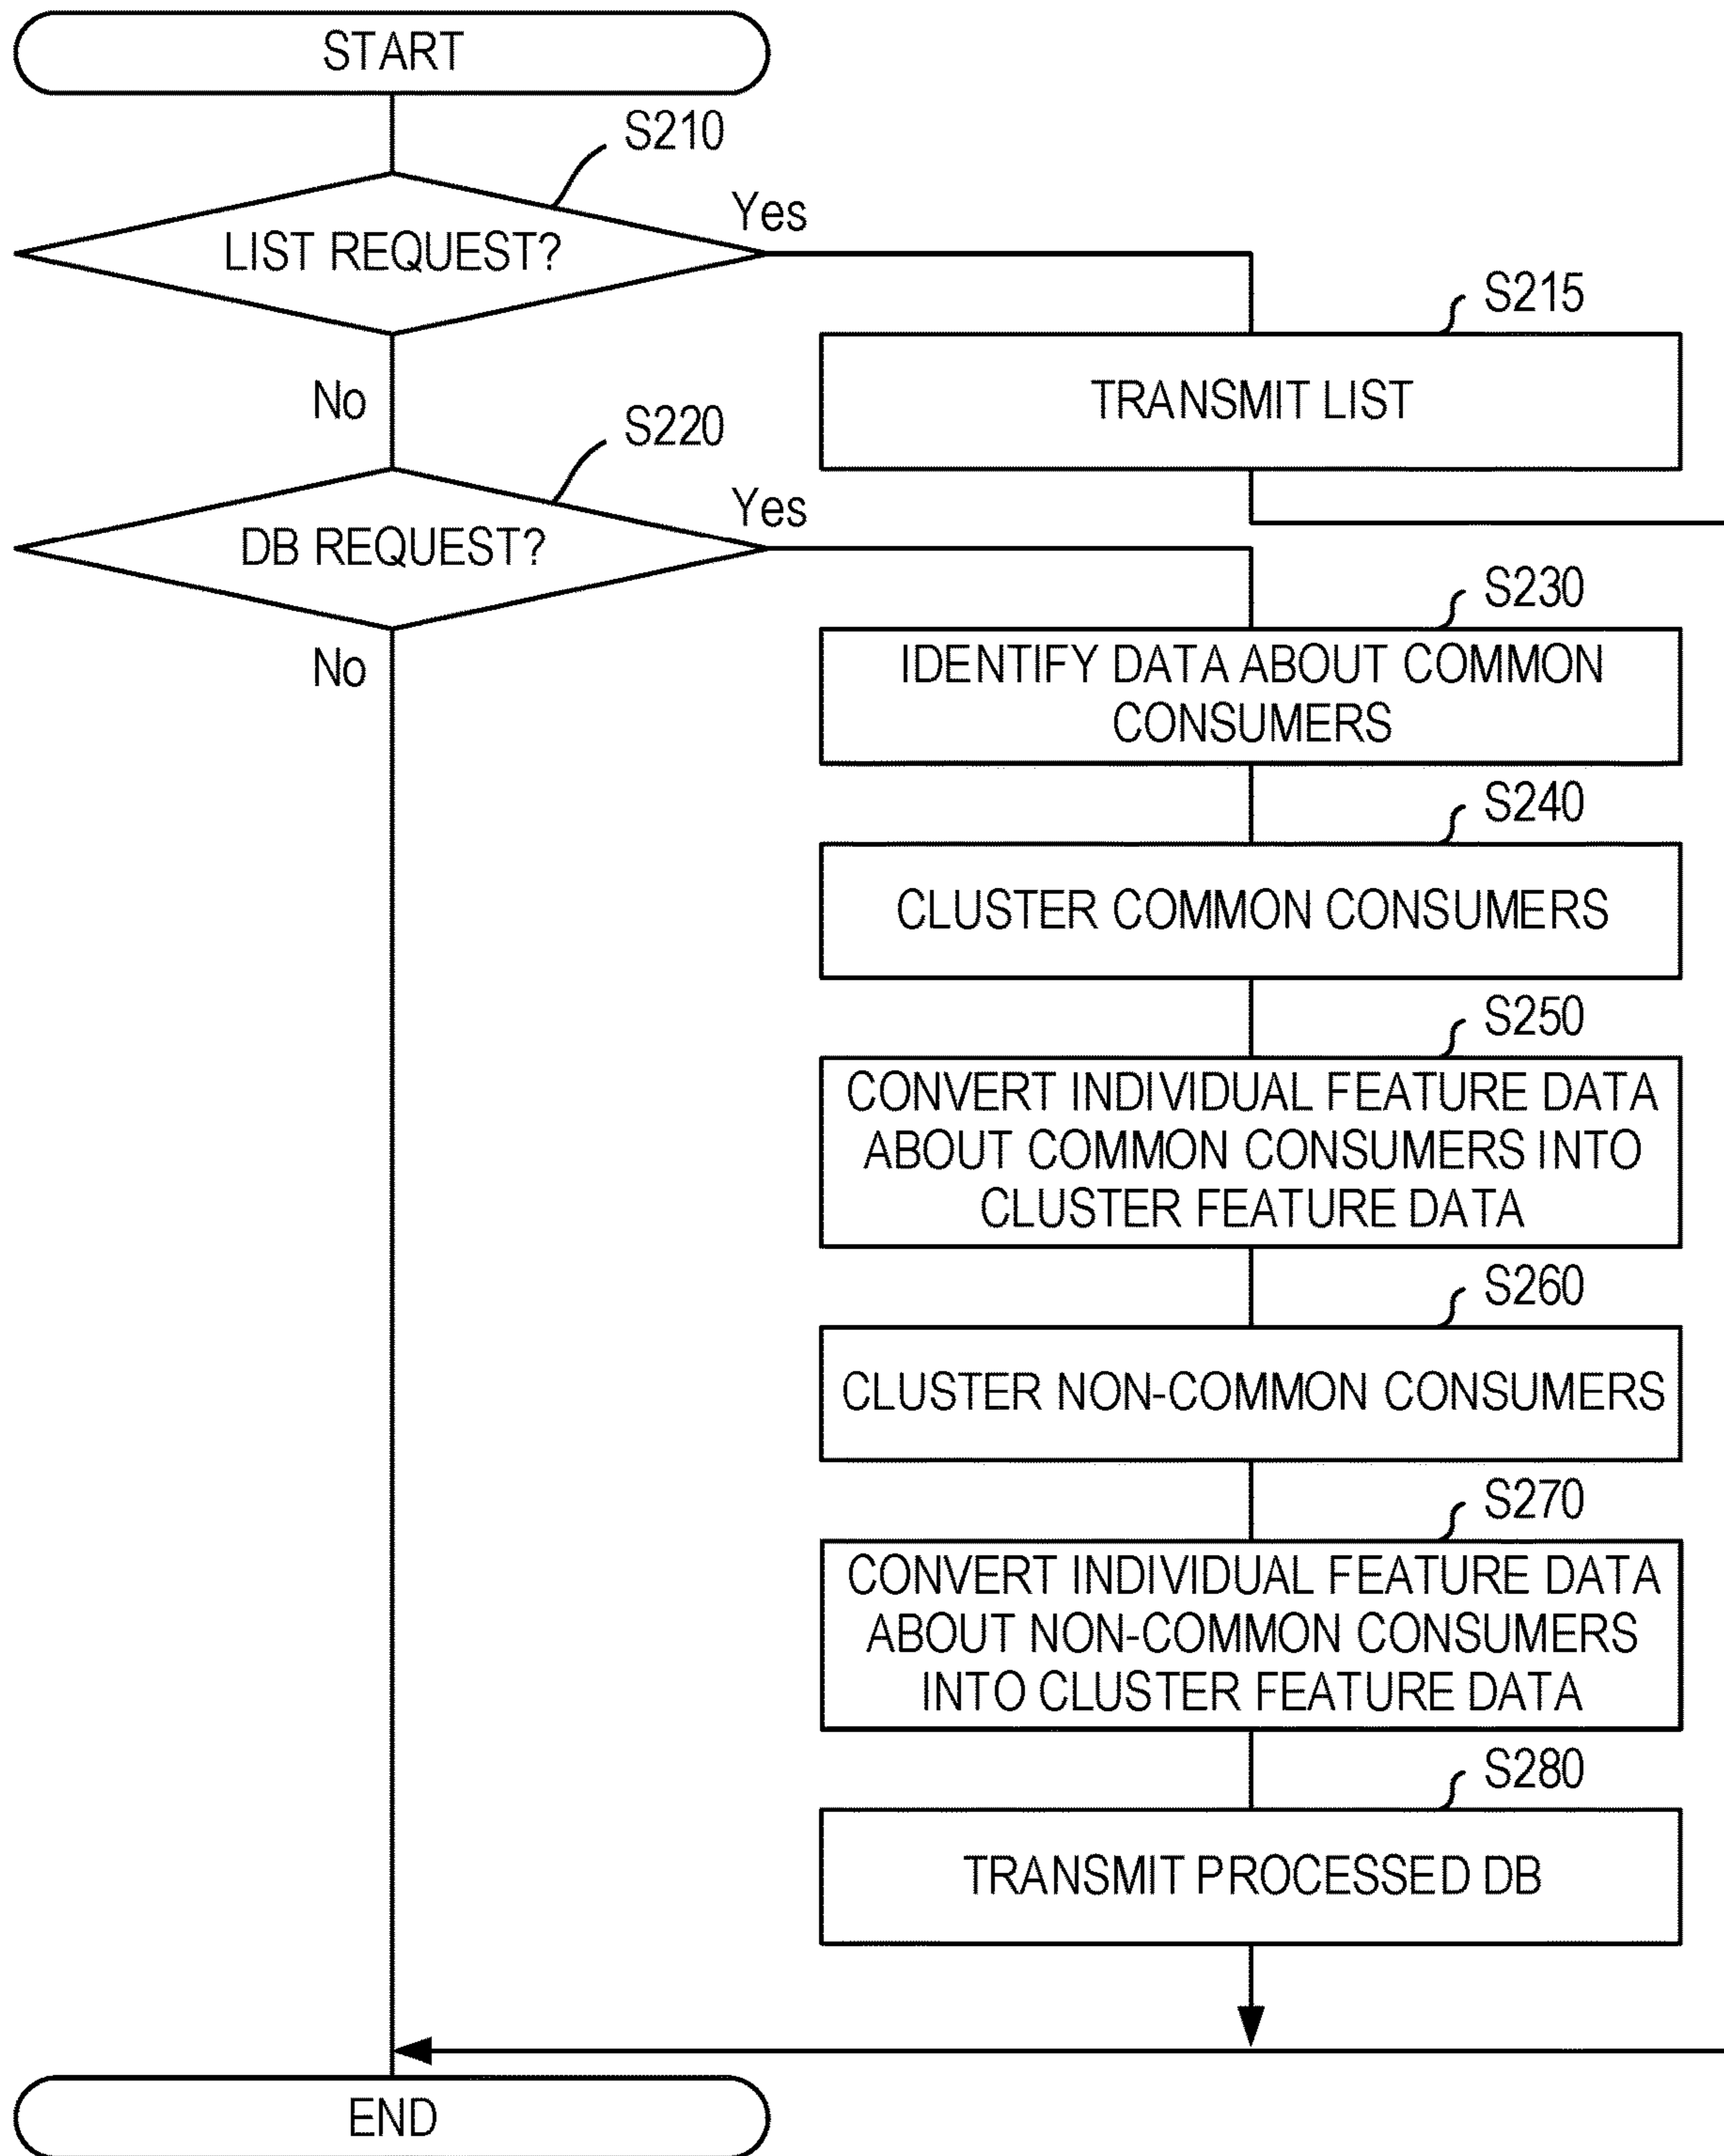 START
S210
Yes
LIST REQUEST?
S215
TRANSMIT LIST
No
S220
Yes
DB REQUEST?
No
S230
IDENTIFY DATA ABOUT COMMON
CONSUMERS
S240
CLUSTER COMMON CONSUMERS
S250
CONVERT INDIVIDUAL FEATURE DATA
ABOUT COMMON CONSUMERS INTO
CLUSTER FEATURE DATA
S260
CLUSTER NON-COMMON CONSUMERS
S270
CONVERT INDIVIDUAL FEATURE DATA
ABOUT NON-COMMON CONSUMERS
INTO CLUSTER FEATURE DATA
S280
TRANSMIT PROCESSED DB
END